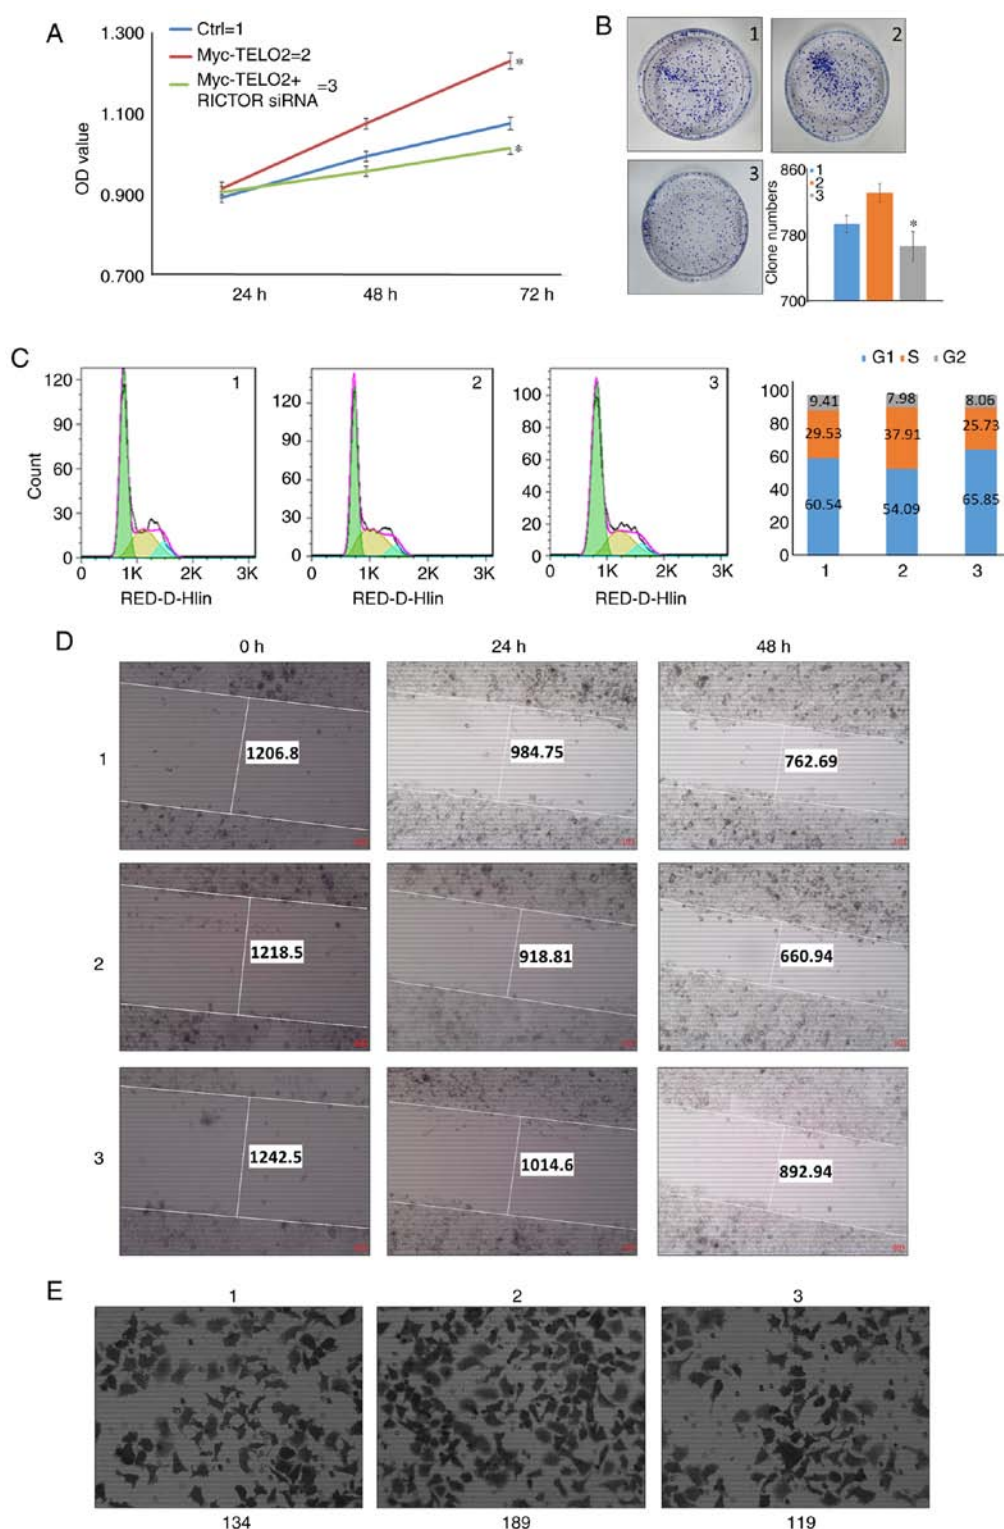 A
1.300
1.100
0.900
0.700
OD value
Ctrl=1
Myc-TELO2=2
Myc-TELO2+
RICTOR siRNA =3
*
*
24 h 48 h 72 h
B
1
2
3
860
780
700
Clone numbers
1
2
3
*
C
120
90
60
30
0
Count
1
0 1K 2K 3K
RED-D-Hlin
120
90
60
30
0
2
0 1K 2K 3K
RED-D-Hlin
100
80
60
40
20
0
3
0 1K 2K 3K
RED-D-Hlin
G1 S G2
100
80
60
40
20
0
9.41 7.98 8.06
29.53 37.91 25.73
60.54 54.09 65.85
1 2 3
D
0 h 24 h 48 h
1
1206.8 984.75 762.69
2
1218.5 918.81 660.94
3
1242.5 1014.6 892.94
E
1 2 3
134 189 119